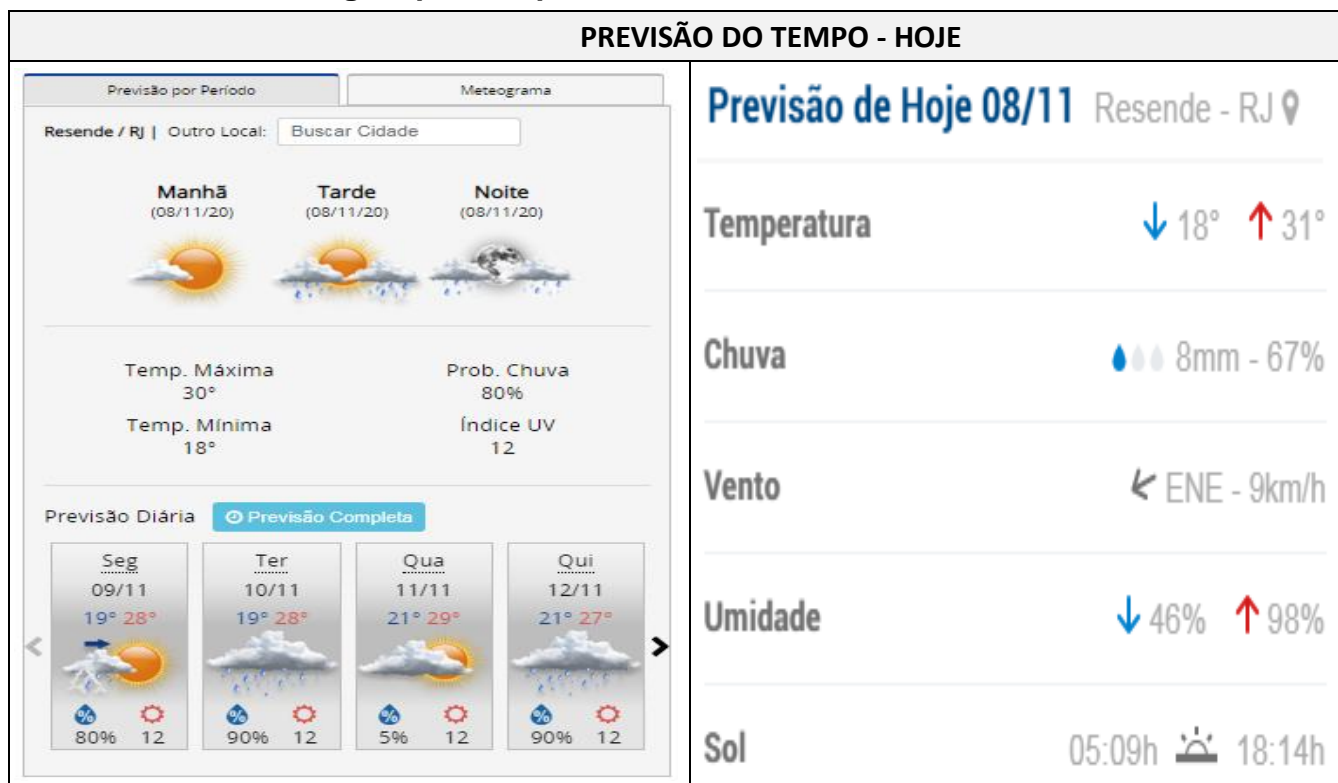 PREVISÃO DO TEMPO - HOJE
Previsão por Período Meteograma
Resende / RJ | Outro Local: Buscar Cidade
Manhã Tarde Noite
(08/11/20) (08/11/20) (08/11/20)
Temp. Máxima Prob. Chuva
30° 80%
Temp. Mínima Índice UV
18° 12
Previsão Diária Previsão Completa
Seg Ter Qua Qui
09/11 10/11 11/11 12/11
19° 28° 19° 28° 21° 29° 21° 27°
% % % %
80% 12 90% 12 5% 12 90% 12
Previsão de Hoje 08/11 Resende - RJ
Temperatura 18° 31°
Chuva 8mm - 67%
Vento ENE - 9km/h
Umidade 46% 98%
Sol 05:09h 18:14h